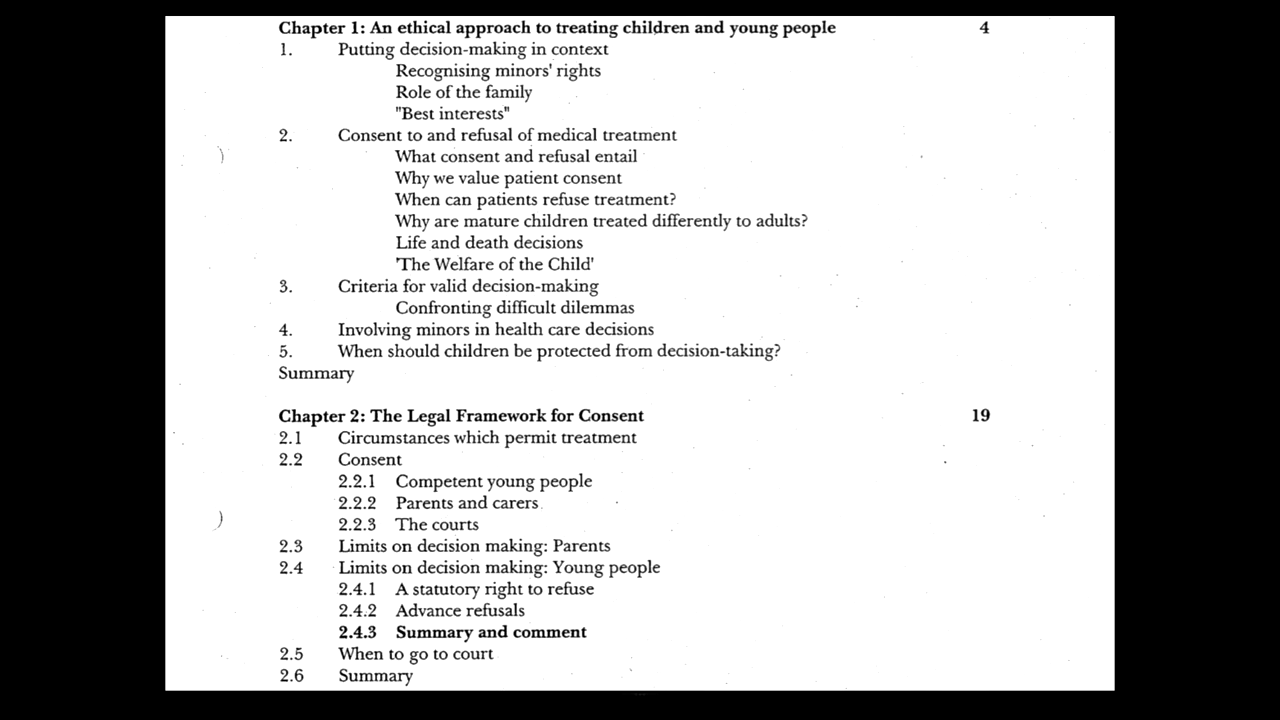 Chapter 1: An ethical approach to treating children and young people 4
1. Putting decision-making in context
Recognising minors' rights
Role of the family
"Best interests"
2. Consent to and refusal of medical treatment
What consent and refusal entail
Why we value patient consent
When can patients refuse treatment?
Why are mature children treated differently to adults?
Life and death decisions
'The Welfare of the Child'
3. Criteria for valid decision-making
Confronting difficult dilemmas
4. Involving minors in health care decisions
5. When should children be protected from decision-taking?
Summary
Chapter 2: The Legal Framework for Consent 19
2.1 Circumstances which permit treatment
2.2 Consent
2.2.1 Competent young people
2.2.2 Parents and carers
2.2.3 The courts
2.3 Limits on decision making: Parents
2.4 Limits on decision making: Young people
2.4.1 A statutory right to refuse
2.4.2 Advance refusals
2.4.3 Summary and comment
2.5 When to go to court
2.6 Summary